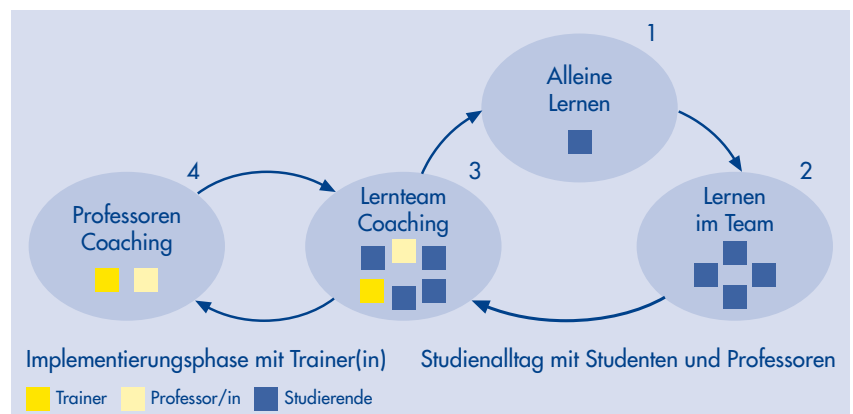 1
Alleine
Lernen
4
Professoren
Coaching
3
Lernteam
Coaching
2
Lernen
im Team
Implementierungsphase mit Trainer(in)
Studienalltag mit Studenten und Professoren
Trainer
Professor/in
Studierende